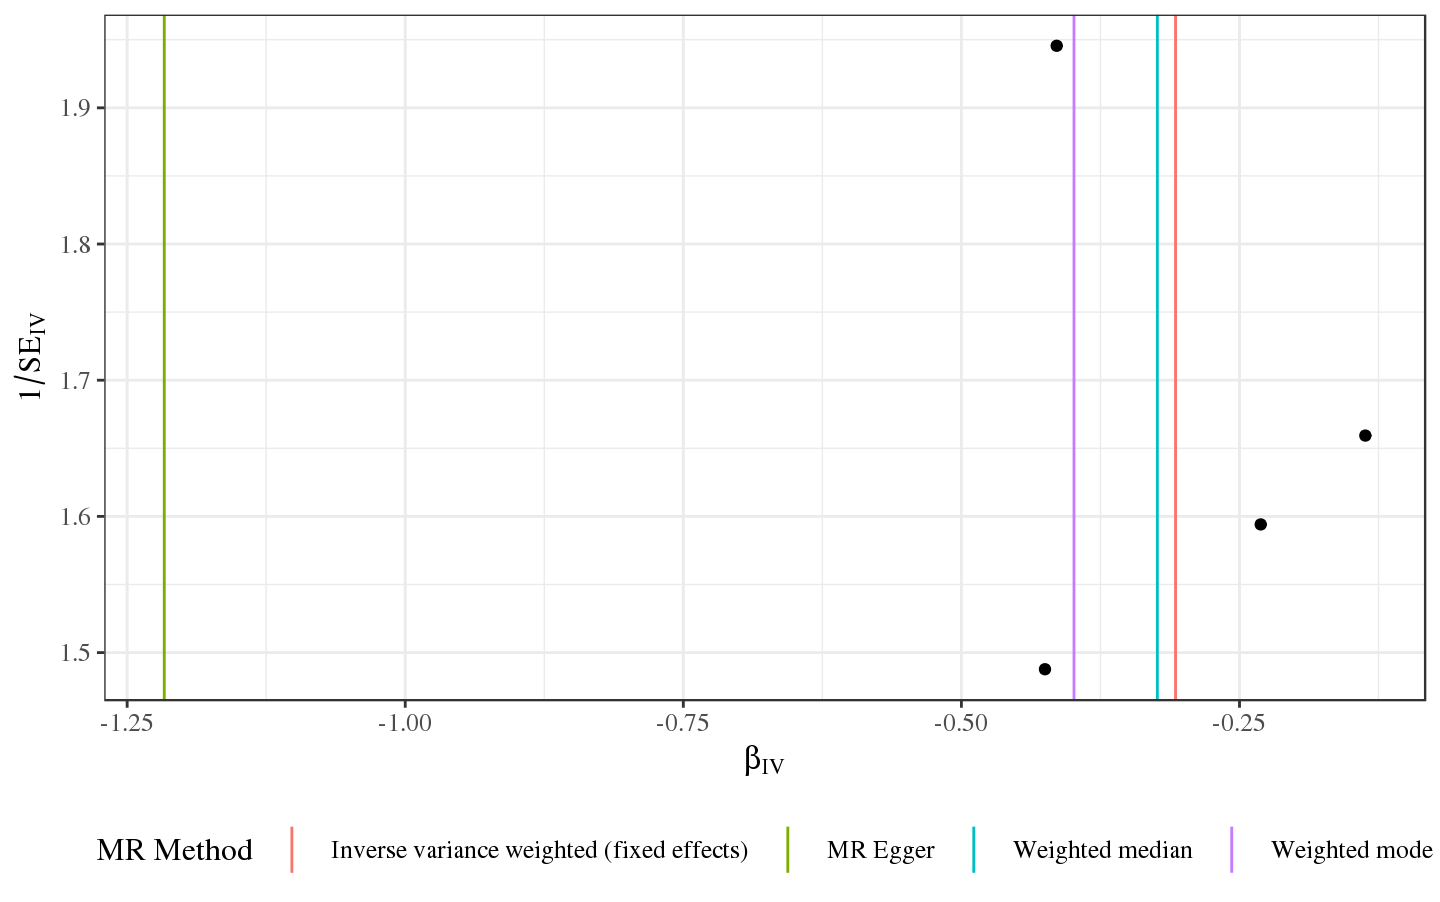 1.9
1.8
1.7
1.6
1.5
1/SE_IV
-1.25 -1.00 -0.75 -0.50 -0.25
β_IV
MR Method Inverse variance weighted (fixed effects) MR Egger Weighted median Weighted mode